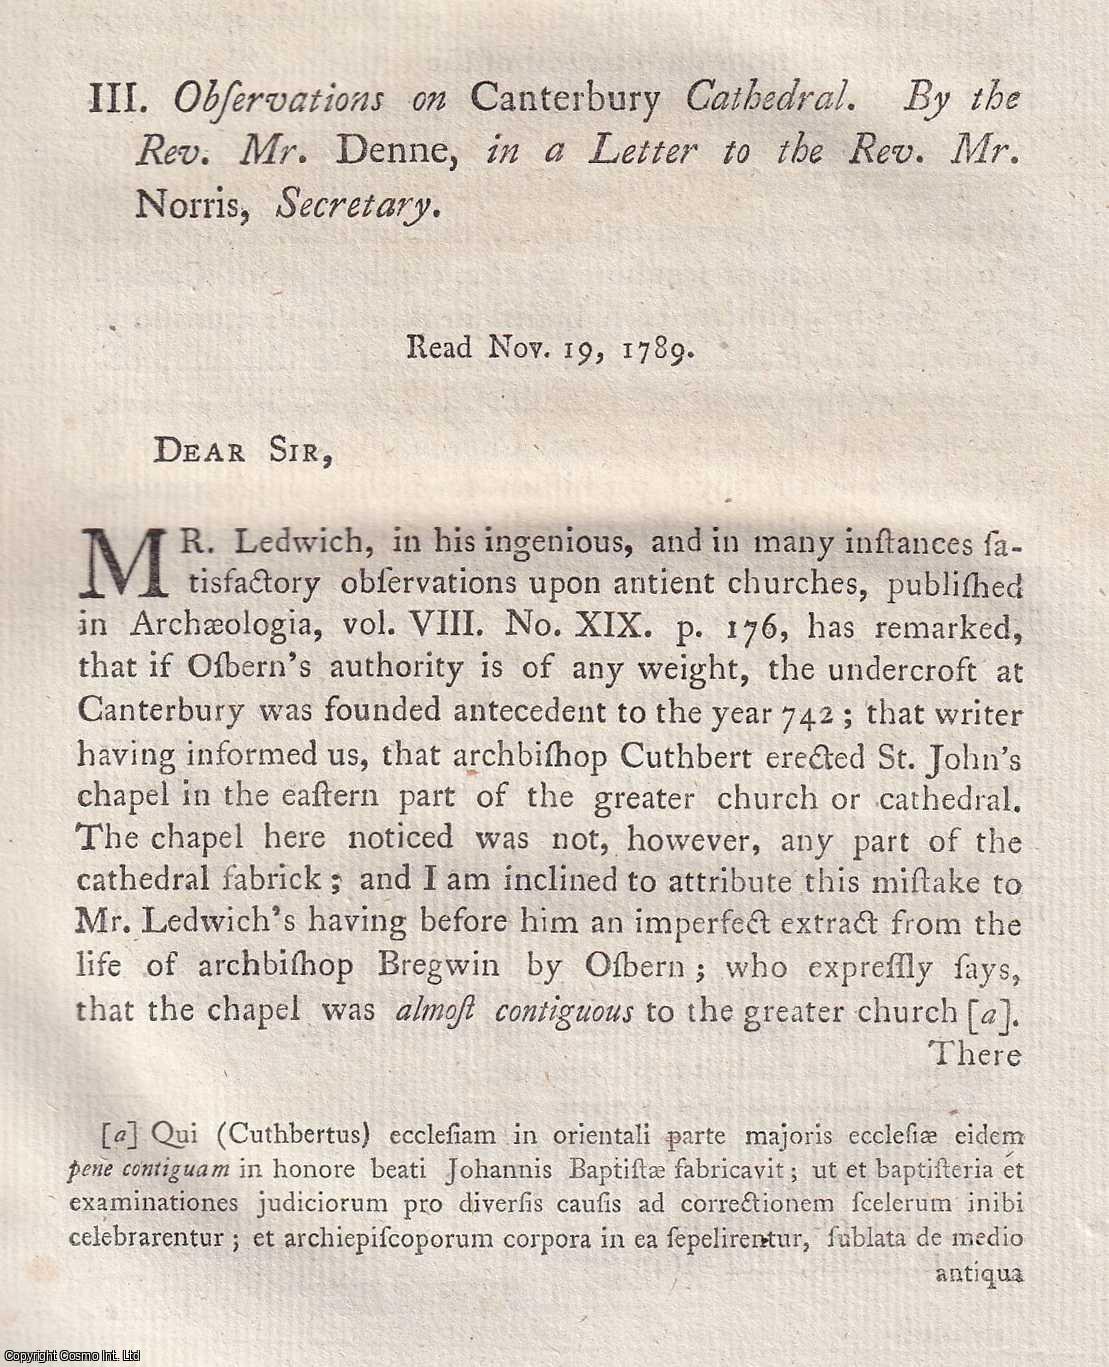 III. Obſervations on Canterbury Cathedral. By the
Rev. Mr. Denne, in a Letter to the Rev. Mr.
Norris, Secretary.
Read Nov. 19, 1789.
DEAR SIR,
MR. Ledwich, in his ingenious, and in many inſtances ſa-
tisfactory obſervations upon antient churches, publiſhed
in Archæologia, vol. VIII. No. XIX. p. 176, has remarked,
that if Oſbern's authority is of any weight, the undercroft at
Canterbury was founded antecedent to the year 742 ; that writer
having informed us, that archbiſhop Cuthbert erected St. John's
chapel in the eaſtern part of the greater church or cathedral.
The chapel here noticed was not, however, any part of the
cathedral fabrick ; and I am inclined to attribute this miſtake to
Mr. Ledwich's having before him an imperfect extract from the
life of archbiſhop Bregwin by Oſbern ; who expreſſly ſays,
that the chapel was almoſt contiguous to the greater church [a].
There
[a] Qui (Cuthbertus) eccleſiam in orientali parte majoris eccleſiæ eidem
pene contiguam in honore beati Johannis Baptiſtæ fabricavit ; ut et baptiſteria et
examinationes judiciorum pro diverſis cauſis ad correctionem ſcelerum inibi
celebrarentur ; et archiepiſcoporum corpora in ea ſepelirentur, ſublata de medio
antiqua
Copyright Cosmo Int. Ltd